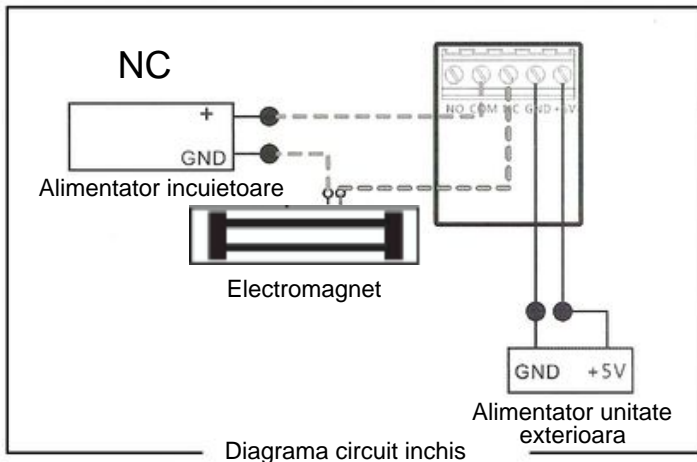 NC
+
GND
Alimentator incuietoare
NO COM NC GND +5V
Electromagnet
GND +5V
Alimentator unitate
exterioara
Diagrama circuit inchis